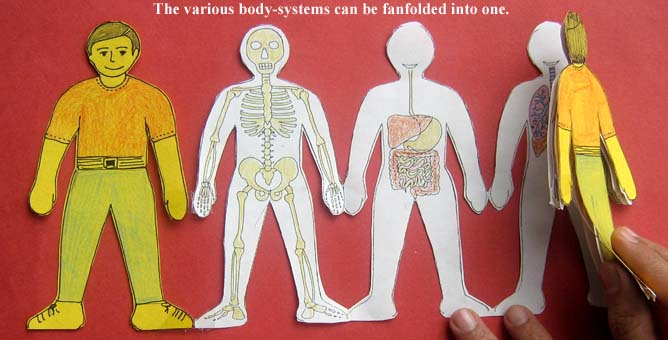 The various body-systems can be fanfolded into one.